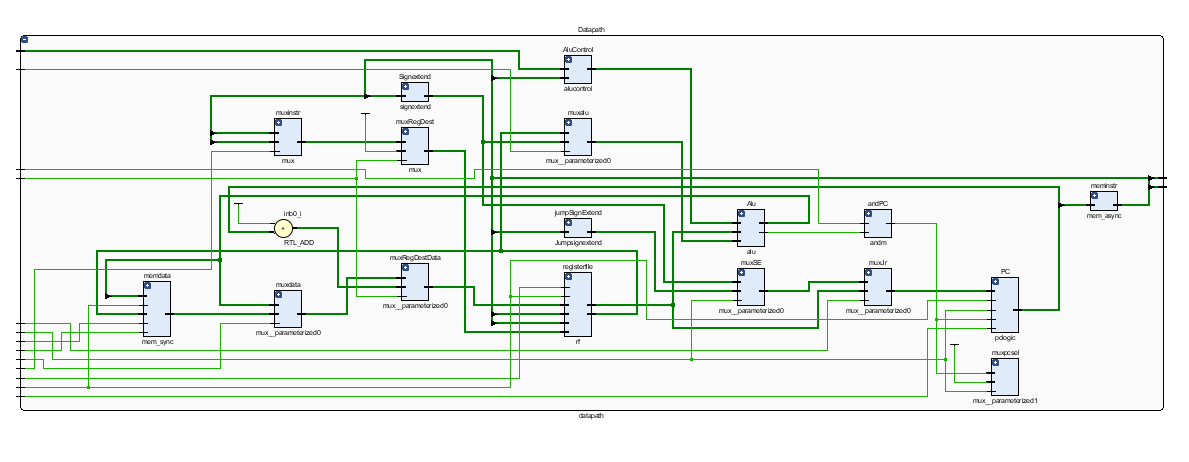 Datapath
AluControl
alucontrol
Signextend
signextend
muxinstr
mux
muxRegDest
mux
muxalu
mux__parameterized0
meminstr
mem_async
inb0_i
RTL_ADD
jumpSignExtend
Jumpsignextend
Alu
alu
andPC
andm
memdata
mem_sync
muxdata
mux__parameterized0
muxRegDestData
mux__parameterized0
registerfile
rf
muxSE
mux__parameterized0
muxJr
mux__parameterized0
PC
pclogic
muxpcsel
mux__parameterized1
datapath